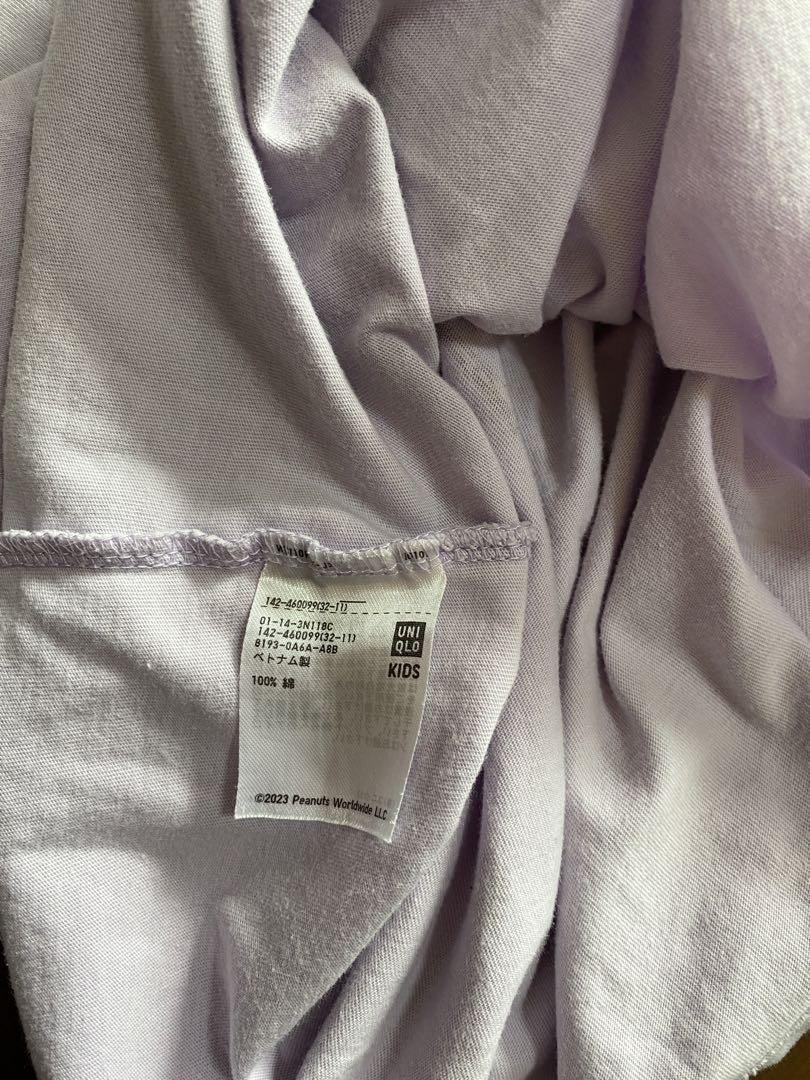 142-460099(32-11)
01-14-3N118C
142-460099(32-11)
8193-0A6A-A8B
ベトナム製
100% 綿
UNI
QLO
KIDS
©2023 Peanuts Worldwide LLC